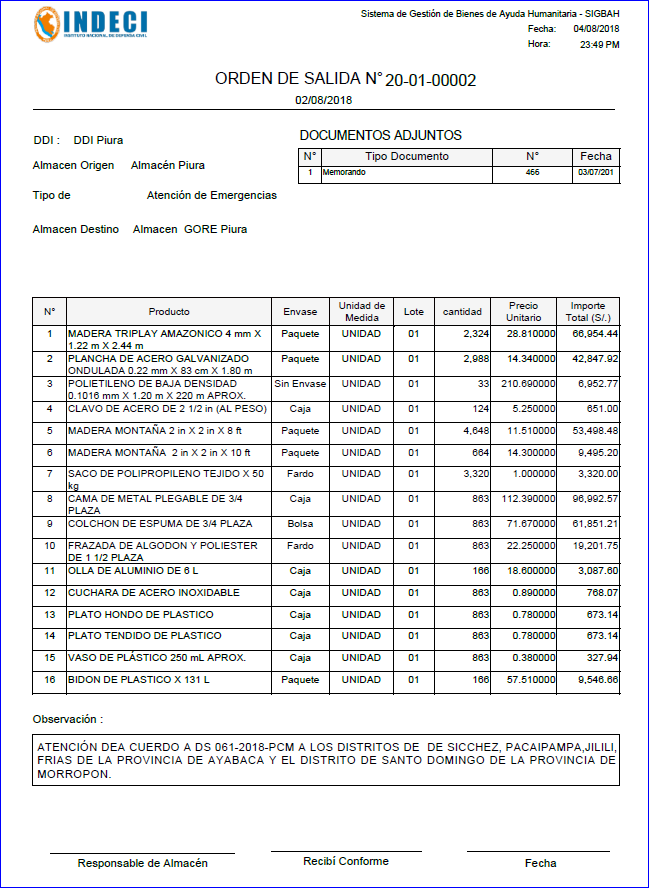 INDECI
INSTITUTO NACIONAL DE DEFENSA CIVIL
Sistema de Gestión de Bienes de Ayuda Humanitaria - SIGBAH
Fecha: 04/08/2018
Hora: 23:49 PM
ORDEN DE SALIDA N° 20-01-00002
02/08/2018
DDI : DDI Piura
Almacen Origen Almacén Piura
Tipo de Atención de Emergencias
Almacen Destino Almacen GORE Piura
DOCUMENTOS ADJUNTOS
N° Tipo Documento N° Fecha
1 Memorando 466 03/07/201
N° Producto Envase Unidad de Medida Lote cantidad Precio Unitario Importe Total (S/.)
1 MADERA TRIPLAY AMAZONICO 4 mm X Paquete UNIDAD 01 2,324 28.810000 66,954.44
1.22 m X 2.44 m
2 PLANCHA DE ACERO GALVANIZADO Paquete UNIDAD 01 2,988 14.340000 42,847.92
ONDULADA 0.22 mm X 83 cm X 1.80 m
3 POLIETILENO DE BAJA DENSIDAD Sin Envase UNIDAD 01 33 210.690000 6,952.77
0.1016 mm X 1.20 m X 220 m APROX.
4 CLAVO DE ACERO DE 2 1/2 in (AL PESO) Caja UNIDAD 01 124 5.250000 651.00
5 MADERA MONTAÑA 2 in X 2 in X 8 ft Paquete UNIDAD 01 4,648 11.510000 53,498.48
6 MADERA MONTAÑA 2 in X 2 in X 10 ft Paquete UNIDAD 01 664 14.300000 9,495.20
7 SACO DE POLIPROPILENO TEJIDO X 50 Fardo UNIDAD 01 3,320 1.000000 3,320.00
kg
8 CAMA DE METAL PLEGABLE DE 3/4 Caja UNIDAD 01 863 112.390000 96,992.57
PLAZA
9 COLCHON DE ESPUMA DE 3/4 PLAZA Bolsa UNIDAD 01 863 71.670000 61,851.21
10 FRAZADA DE ALGODON Y POLIESTER Fardo UNIDAD 01 863 22.250000 19,201.75
DE 1 1/2 PLAZA
11 OLLA DE ALUMINIO DE 6 L Caja UNIDAD 01 166 18.600000 3,087.60
12 CUCHARA DE ACERO INOXIDABLE Caja UNIDAD 01 863 0.890000 768.07
13 PLATO HONDO DE PLASTICO Caja UNIDAD 01 863 0.780000 673.14
14 PLATO TENDIDO DE PLASTICO Caja UNIDAD 01 863 0.780000 673.14
15 VASO DE PLÁSTICO 250 mL APROX. Caja UNIDAD 01 863 0.380000 327.94
16 BIDON DE PLASTICO X 131 L Paquete UNIDAD 01 166 57.510000 9,546.66
Observación :
ATENCIÓN DEA CUERDO A DS 061-2018-PCM A LOS DISTRITOS DE DE SICCHEZ, PACAIPAMPA,JILILI,
FRIAS DE LA PROVINCIA DE AYABACA Y EL DISTRITO DE SANTO DOMINGO DE LA PROVINCIA DE
MORROPON.
Responsable de Almacén Recibí Conforme Fecha